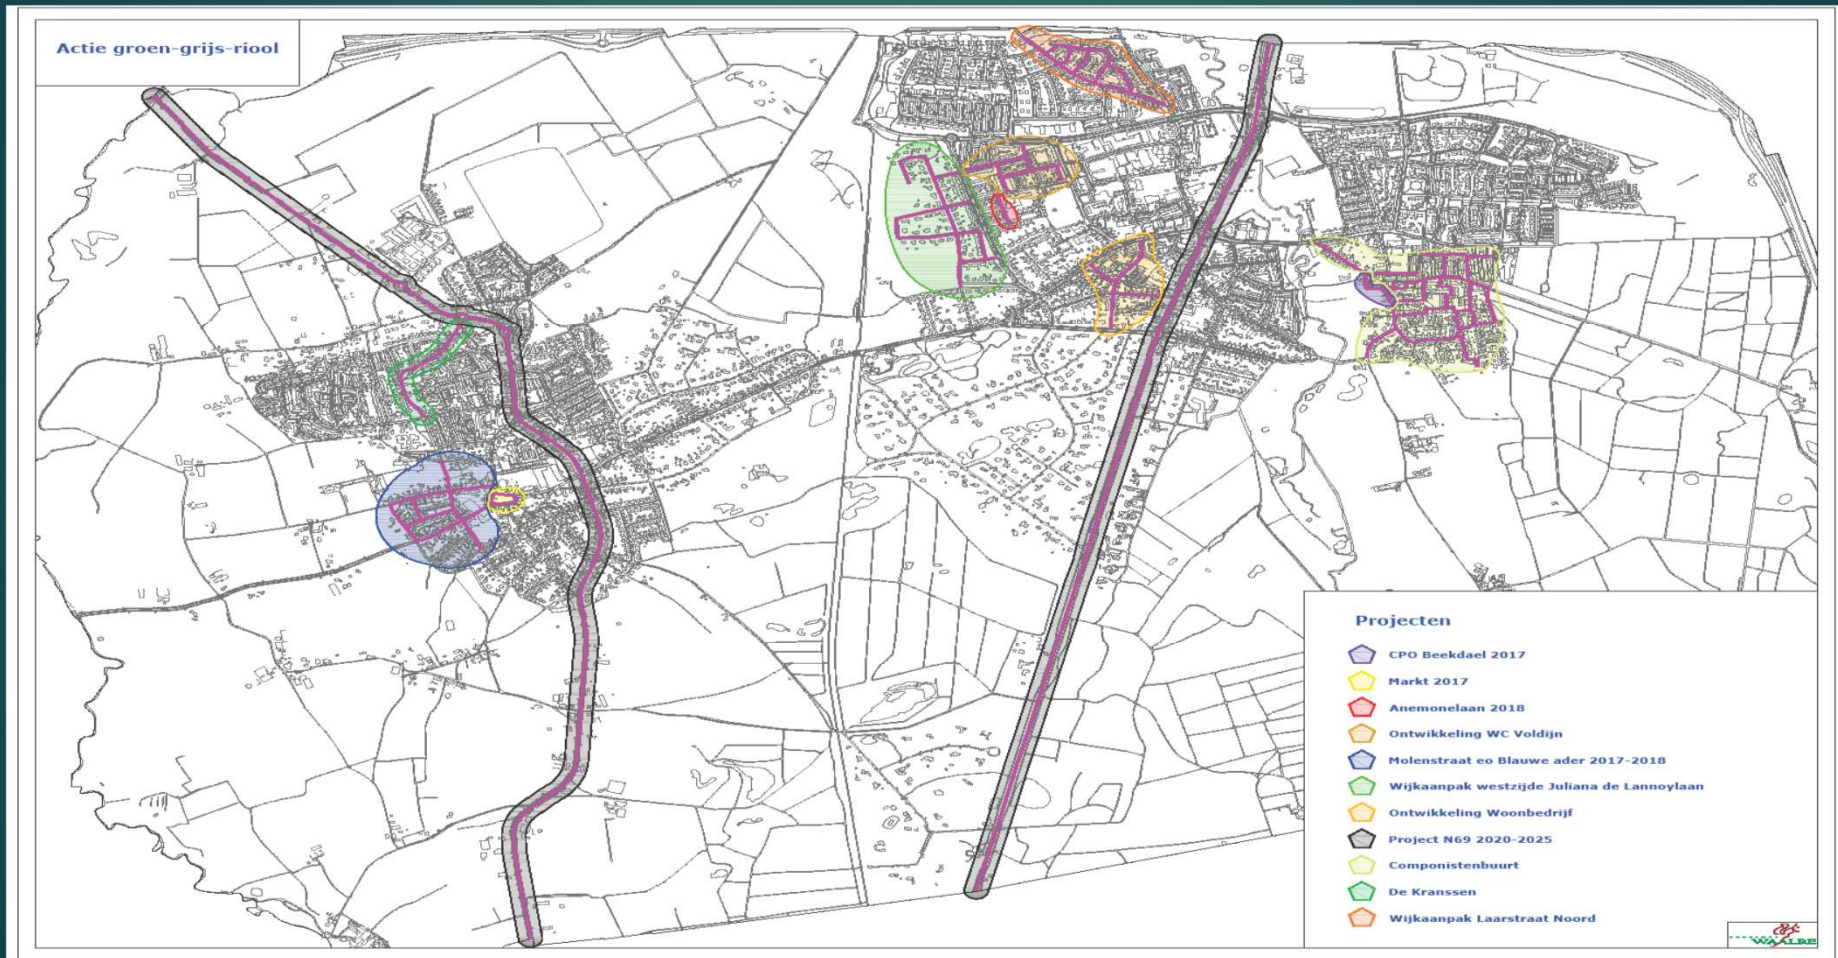 Actie groen-grijs-riool
Projecten
CPO Beekdael 2017
Markt 2017
Anemonelaan 2018
Ontwikkeling WC Voldijn
Molenstraat eo Blauwe ader 2017-2018
Wijkaanpak westzijde Juliana de Lannoylaan
Ontwikkeling Woonbedrijf
Project N69 2020-2025
Componistenbuurt
De Kranssen
Wijkaanpak Laarstraat Noord
WAALRE